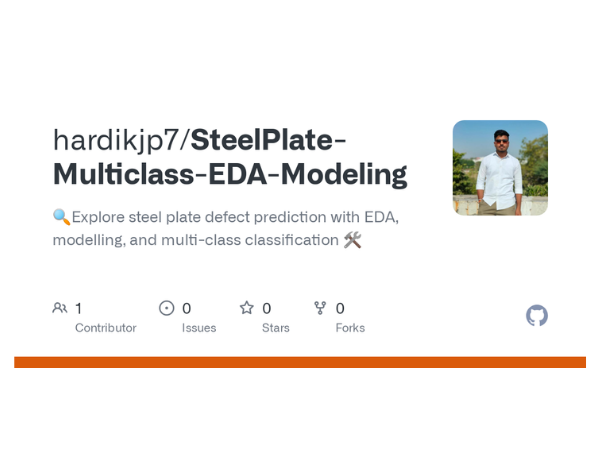 hardikjp7/SteelPlate-
Multiclass-EDA-Modeling
🔍Explore steel plate defect prediction with EDA,
modelling, and multi-class classification 🛠️
1 0 0 0
Contributor Issues Stars Forks